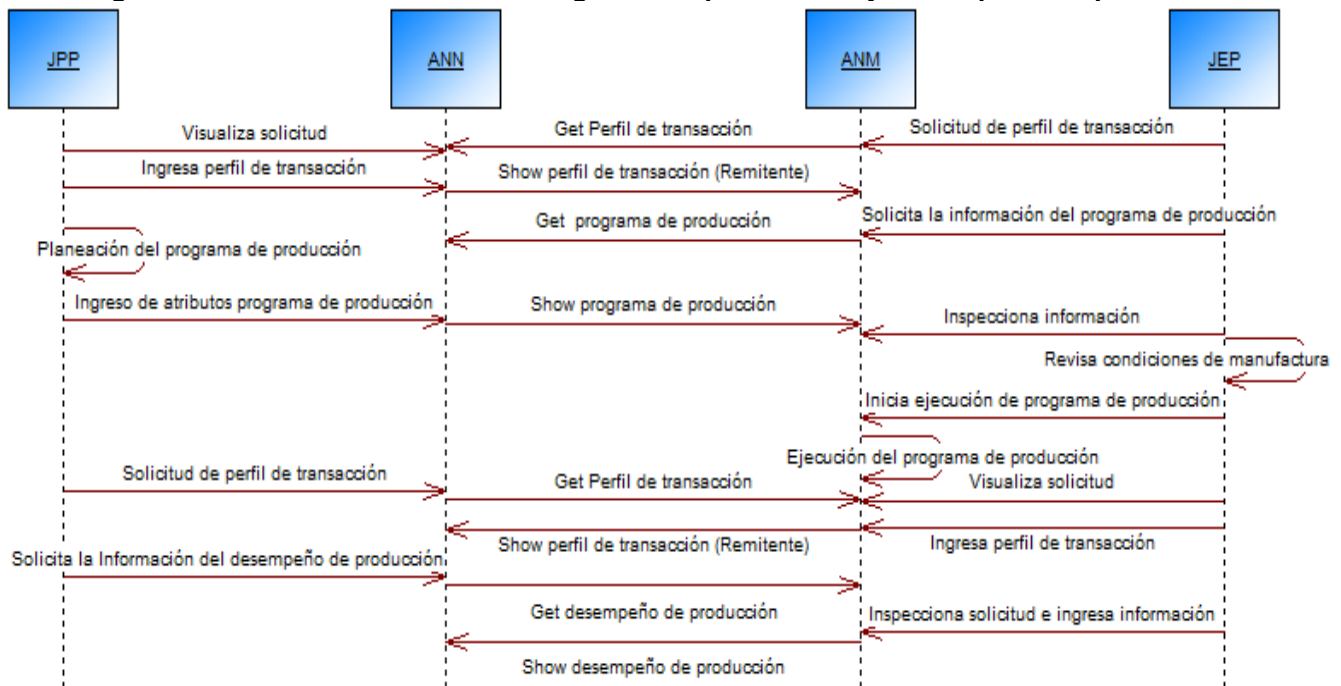 JPP
ANN
ANM
JEP
Visualiza solicitud
Get Perfil de transacción
Solicitud de perfil de transacción
Ingresa perfil de transacción
Show perfil de transacción (Remitente)
Get programa de producción
Solicita la información del programa de producción
Planeación del programa de producción
Ingreso de atributos programa de producción
Show programa de producción
Inspecciona información
Revisa condiciones de manufactura
Inicia ejecución de programa de producción
Ejecución del programa de producción
Solicitud de perfil de transacción
Get Perfil de transacción
Visualiza solicitud
Show perfil de transacción (Remitente)
Ingresa perfil de transacción
Solicita la Información del desempeño de producción
Get desempeño de producción
Inspecciona solicitud e ingresa información
Show desempeño de producción